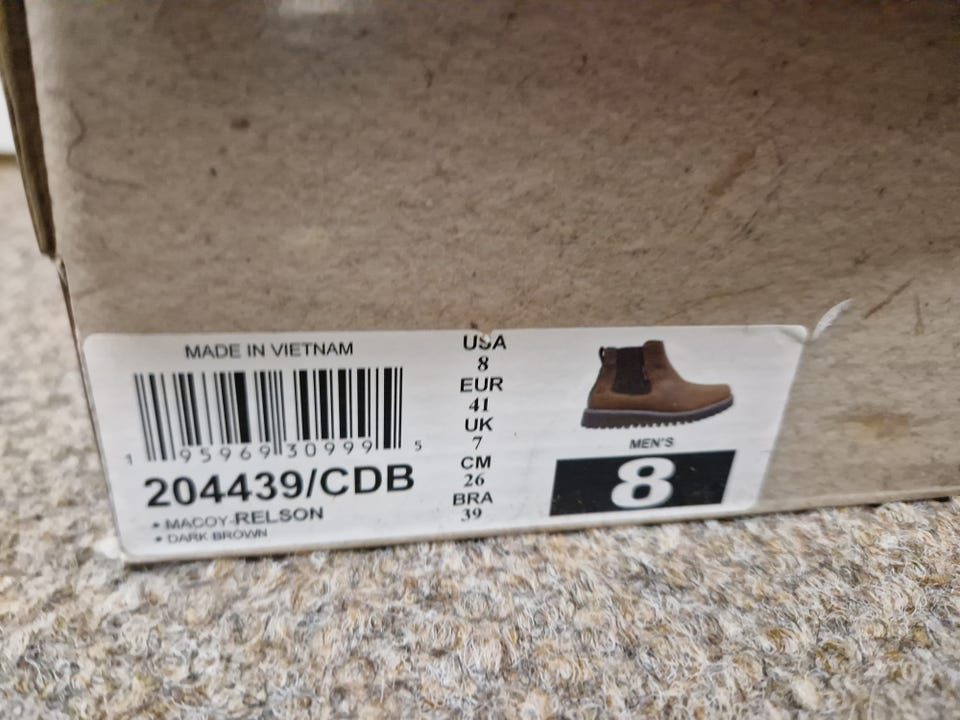 MADE IN VIETNAM
1 95969 30999 5
204439/CDB
• MACOY-RELSON
• DARK BROWN
USA
8
EUR
41
UK
7
CM
26
BRA
39
MEN'S
8